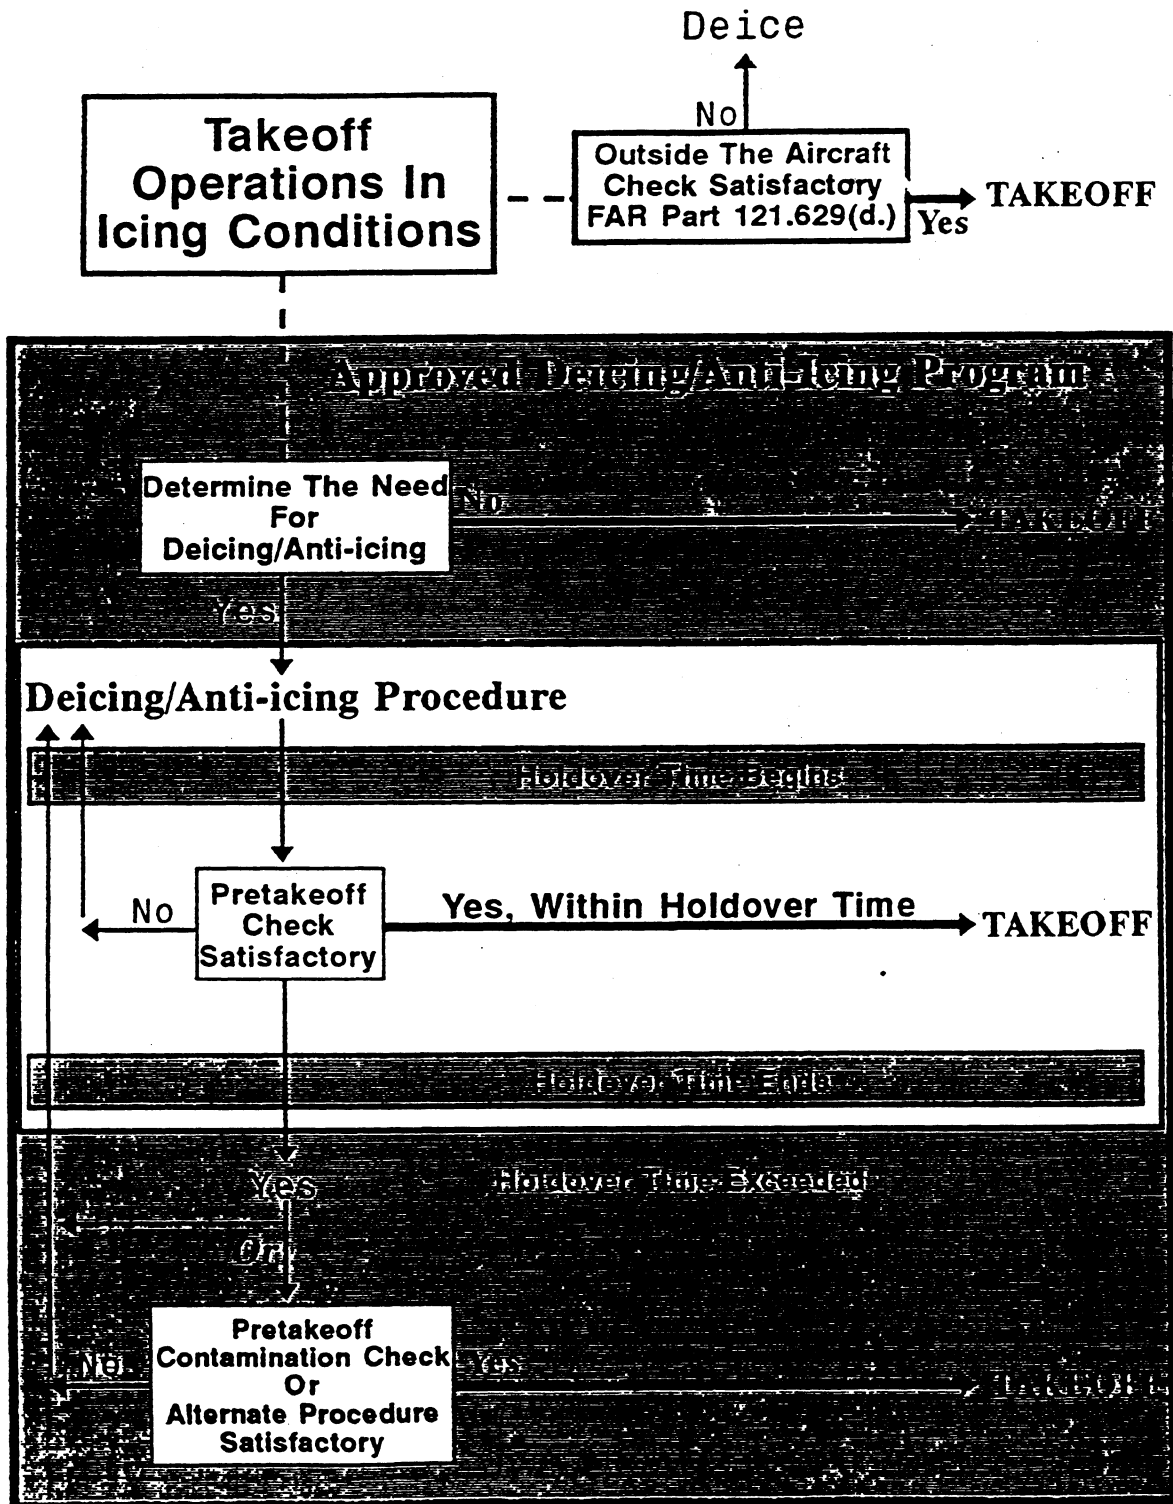 Deice
No
Takeoff
Operations In
Icing Conditions
Outside The Aircraft
Check Satisfactory
FAR Part 121.629(d.)
Yes
TAKEOFF
Approved Deicing/Anti-Icing Program
Determine The Need
For
Deicing/Anti-icing
No
TAKEOFF
Yes
Deicing/Anti-icing Procedure
Holdover Time Begins
Pretakeoff
Check
Satisfactory
No
Yes, Within Holdover Time
TAKEOFF
Holdover Time Ends
Yes
Holdover Time Exceeded
Or
Pretakeoff
Contamination Check
Or
Alternate Procedure
Satisfactory
No
Yes
TAKEOFF